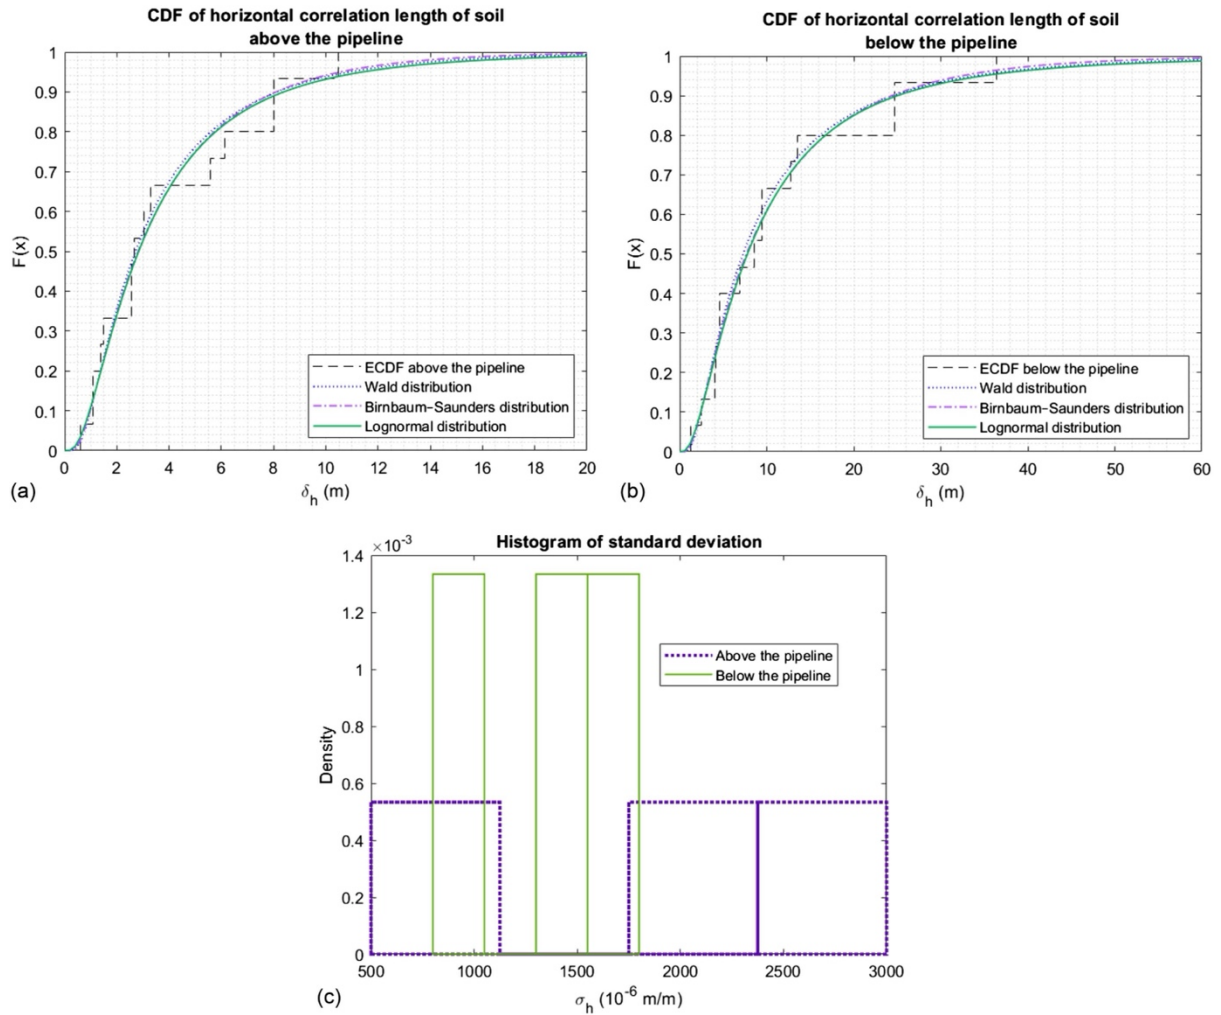 CDF of horizontal correlation length of soil
above the pipeline
1
0.9
0.8
0.7
0.6
0.5
0.4
0.3
0.2
0.1
0
F(x)
ECDF above the pipeline
Wald distribution
Birnbaum–Saunders distribution
Lognormal distribution
0 2 4 6 8 10 12 14 16 18 20
(a)
δh (m)
CDF of horizontal correlation length of soil
below the pipeline
1
0.9
0.8
0.7
0.6
0.5
0.4
0.3
0.2
0.1
0
F(x)
ECDF below the pipeline
Wald distribution
Birnbaum–Saunders distribution
Lognormal distribution
0 10 20 30 40 50 60
(b)
δh (m)
Histogram of standard deviation
×10-3
1.4
1.2
1
0.8
0.6
0.4
0.2
0
Density
Above the pipeline
Below the pipeline
500 1000 1500 2000 2500 3000
(c)
σh (10-6 m/m)